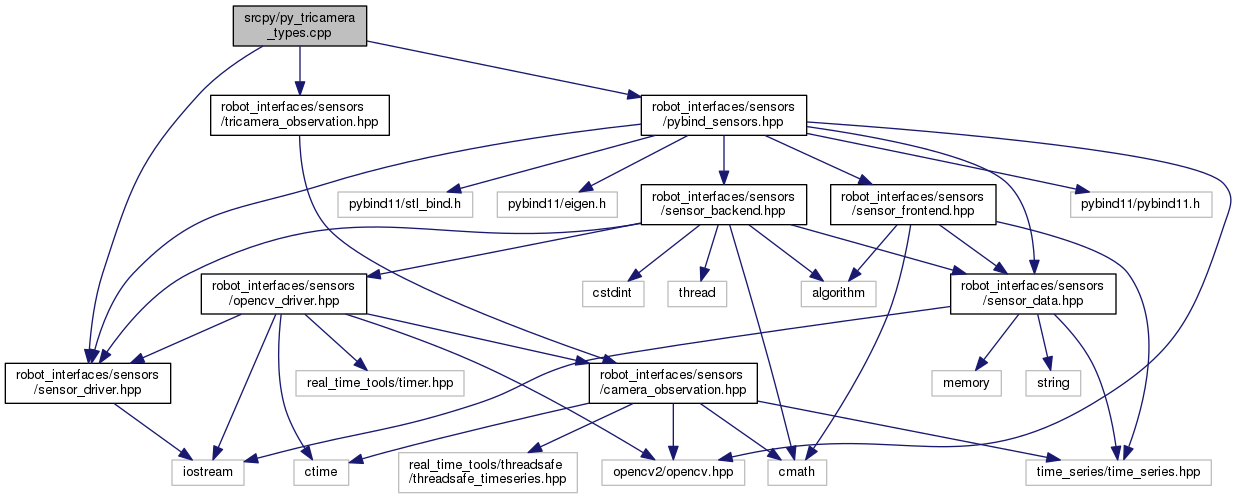 srcpy/py_tricamera
_types.cpp
robot_interfaces/sensors
/tricamera_observation.hpp
robot_interfaces/sensors
/pybind_sensors.hpp
pybind11/stl_bind.h
pybind11/eigen.h
robot_interfaces/sensors
/sensor_backend.hpp
robot_interfaces/sensors
/sensor_frontend.hpp
pybind11/pybind11.h
robot_interfaces/sensors
/opencv_driver.hpp
cstdint
thread
algorithm
robot_interfaces/sensors
/sensor_data.hpp
robot_interfaces/sensors
/sensor_driver.hpp
real_time_tools/timer.hpp
robot_interfaces/sensors
/camera_observation.hpp
memory
string
iostream
ctime
real_time_tools/threadsafe
/threadsafe_timeseries.hpp
opencv2/opencv.hpp
cmath
time_series/time_series.hpp